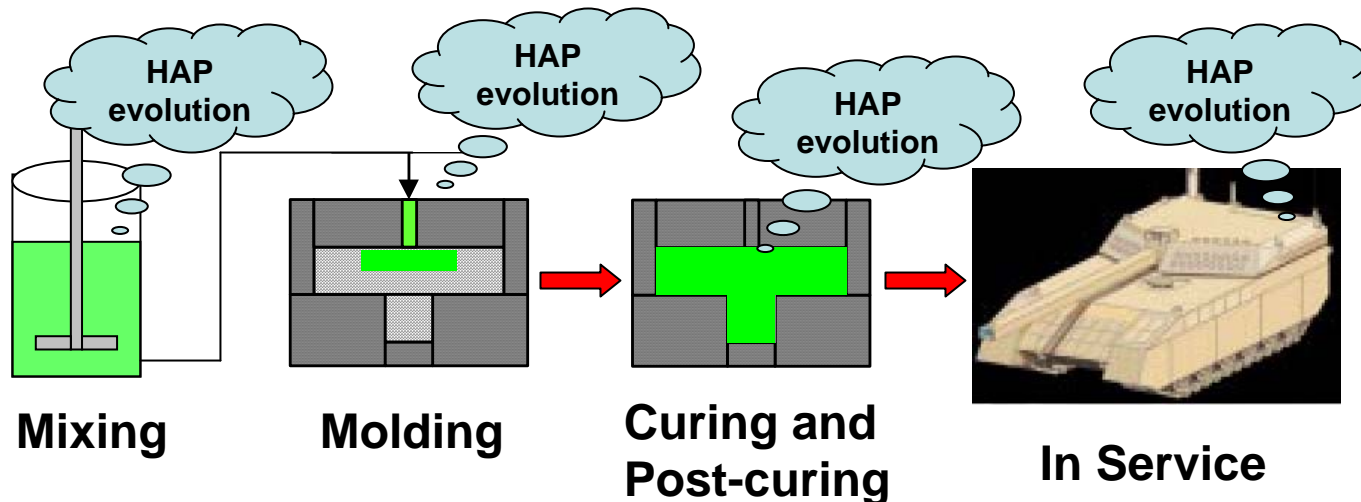 HAP
evolution
HAP
evolution
HAP
evolution
HAP
evolution
Mixing
Molding
Curing and
Post-curing
In Service